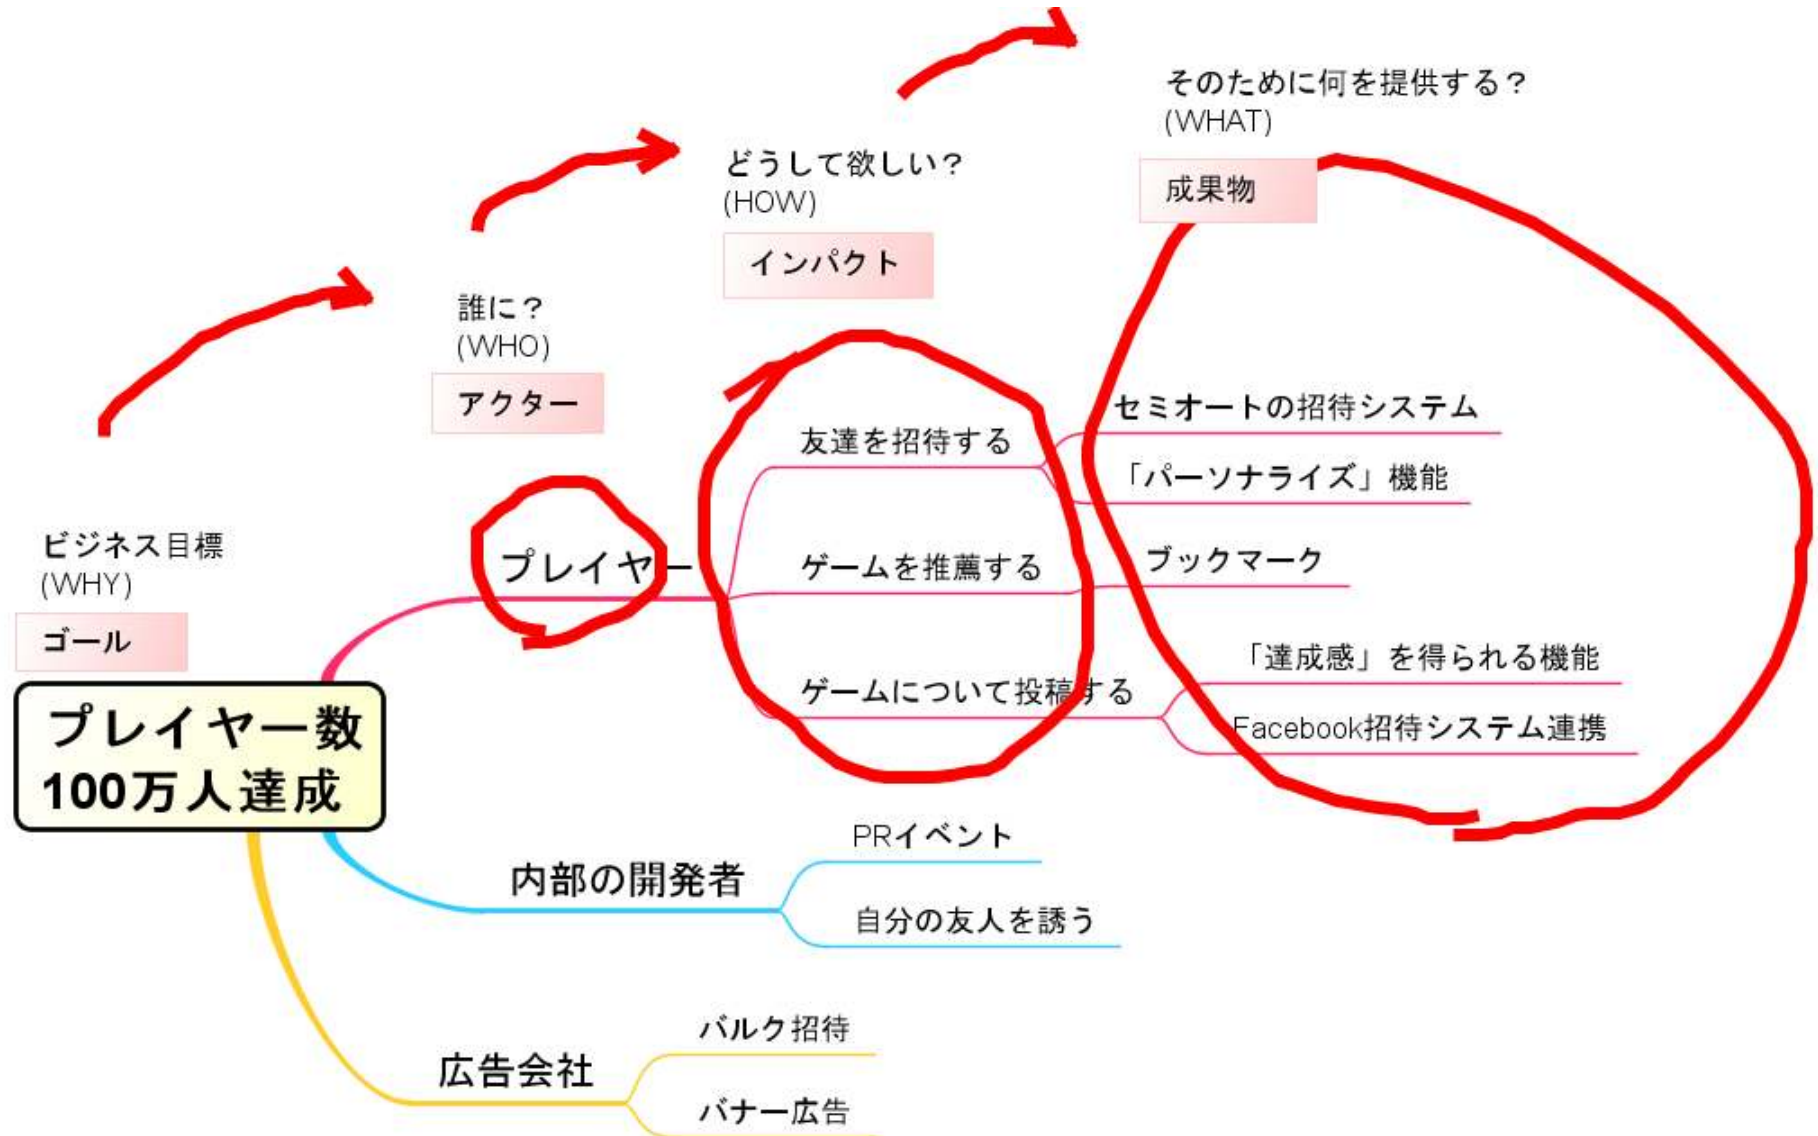 そのために何を提供する？
(WHAT)
成果物
どうして欲しい？
(HOW)
インパクト
誰に？
(WHO)
アクター
ビジネス目標
(WHY)
ゴール
プレイヤー数
100万人達成
プレイヤー
友達を招待する
セミオートの招待システム
「パーソナライズ」機能
ゲームを推薦する
ブックマーク
ゲームについて投稿する
「達成感」を得られる機能
Facebook招待システム連携
内部の開発者
PRイベント
自分の友人を誘う
広告会社
バルク招待
バナー広告